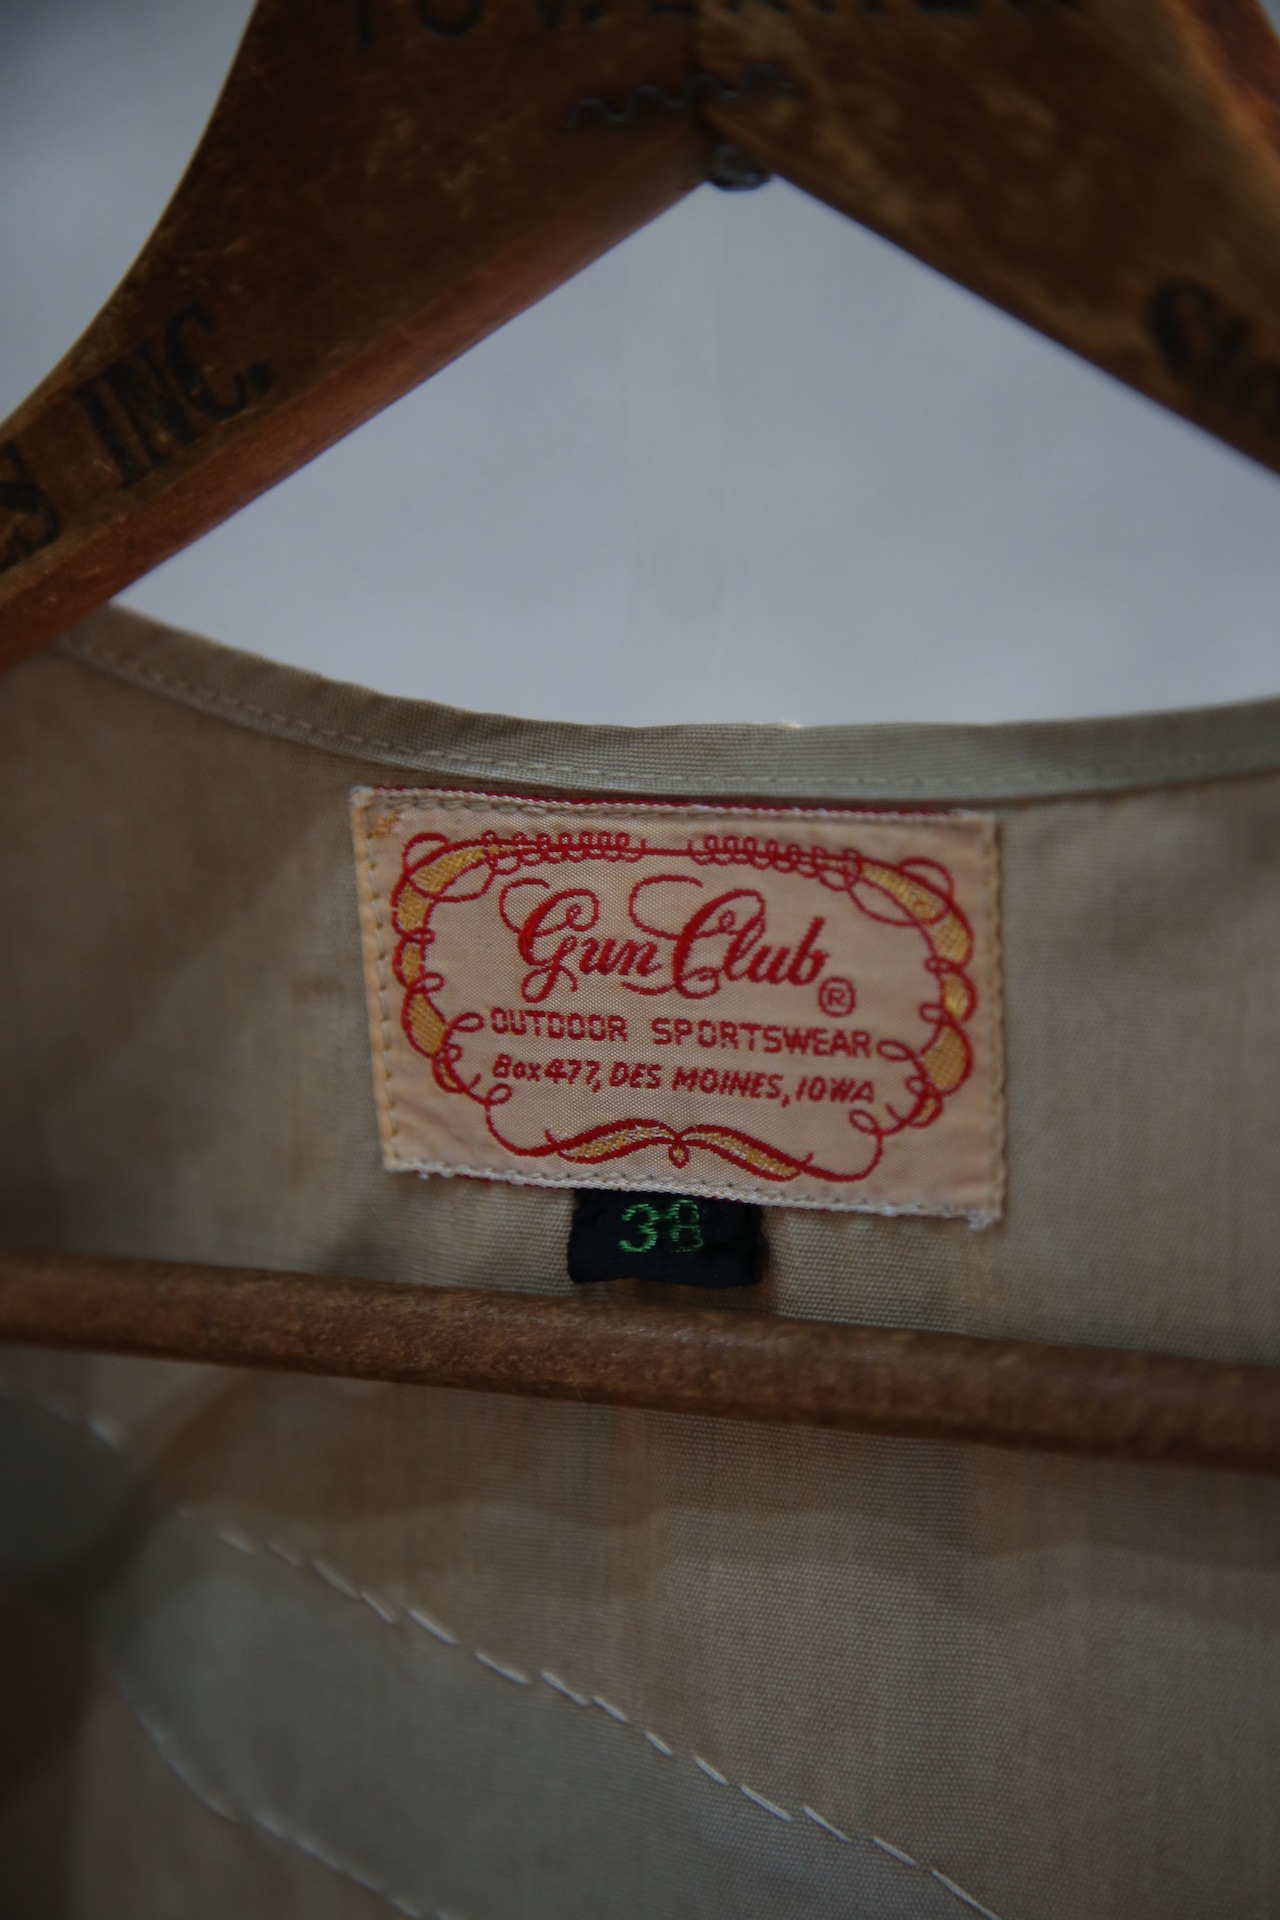 INC.
Gun Club ®
OUTDOOR SPORTSWEAR
Box 477, DES MOINES, IOWA
38